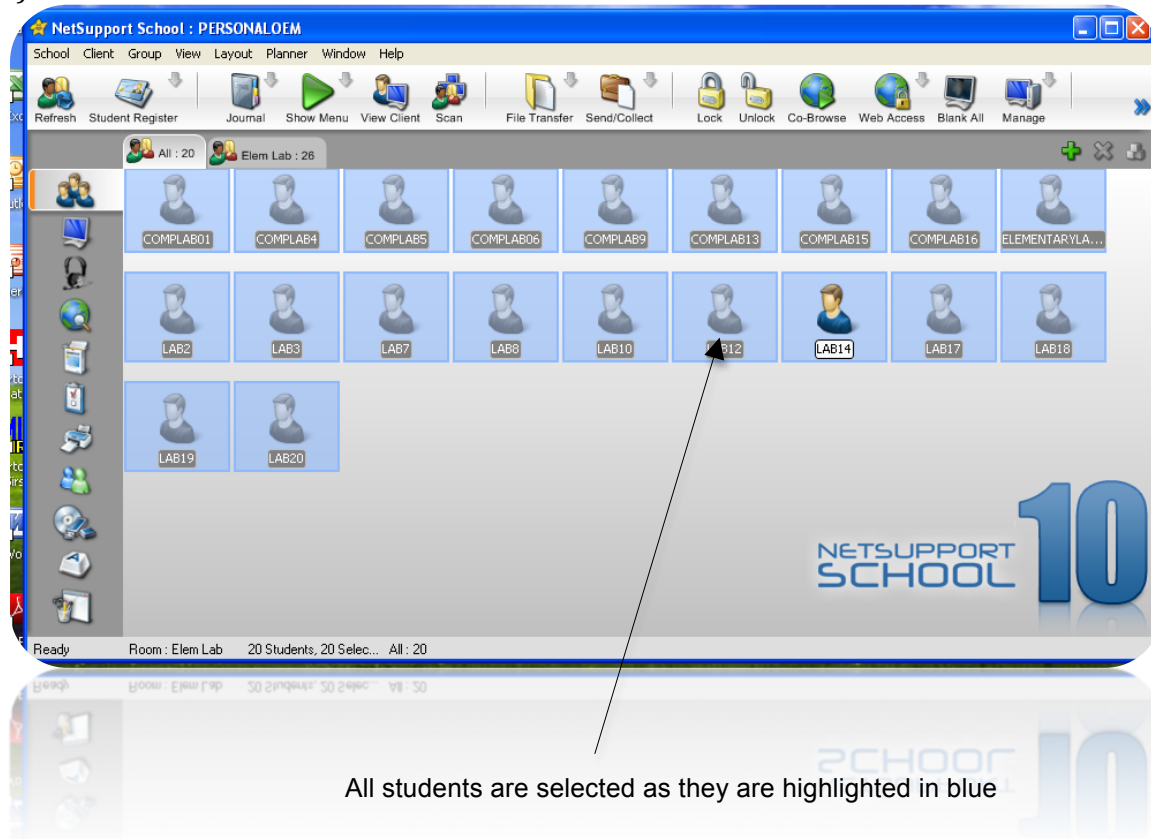 NetSupport School : PERSONALOEM
School Client Group View Layout Planner Window Help
Refresh Student Register Journal Show Menu View Client Scan File Transfer Send/Collect Lock Unlock Co-Browse Web Access Blank All Manage
All : 20 Elem Lab : 26
COMPLAB01 COMPLAB4 COMPLAB5 COMPLAB06 COMPLAB9 COMPLAB13 COMPLAB15 COMPLAB16 ELEMENTARYLA...
LAB2 LAB3 LAB7 LAB8 LAB10 LAB12 LAB14 LAB17 LAB18
LAB19 LAB20
NETSUPPORT
SCHOOL 10
Ready Room : Elem Lab 20 Students, 20 Selec... All : 20
All students are selected as they are highlighted in blue